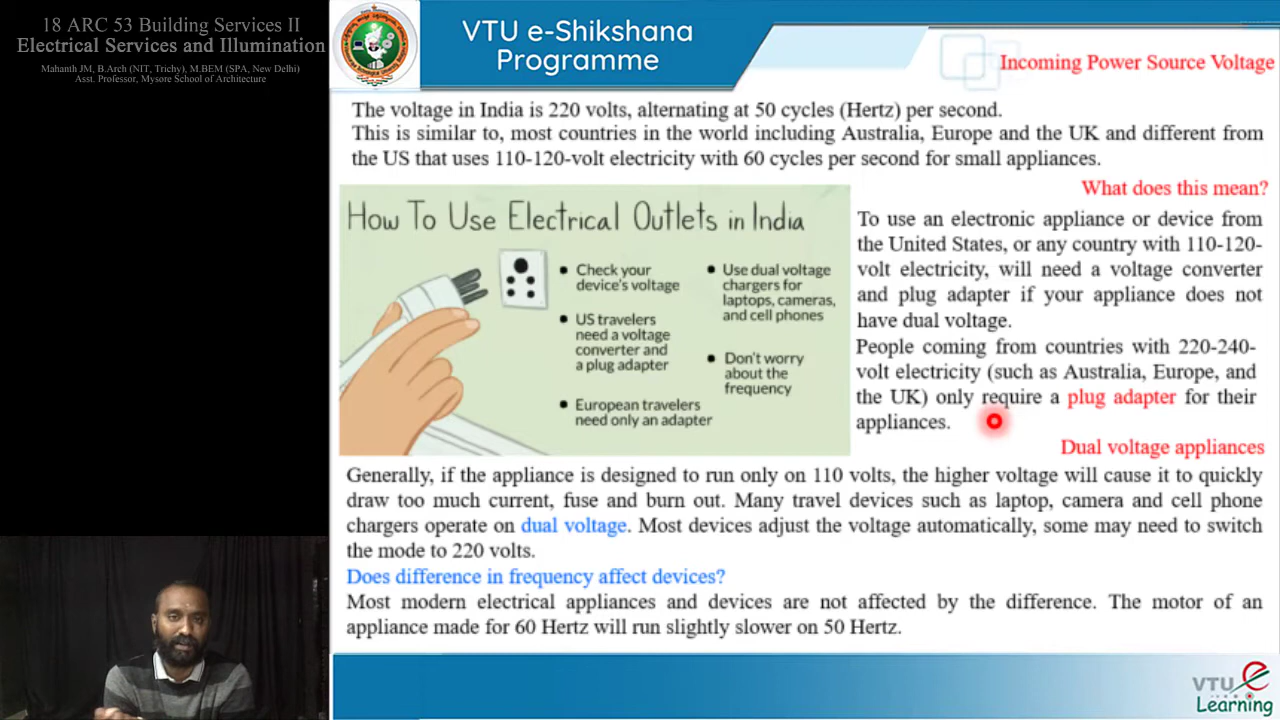 18 ARC 53 Building Services II
Electrical Services and Illumination
Mahanth JM, B.Arch (NIT, Trichy), M.BEM (SPA, New Delhi)
Asst. Professor, Mysore School of Architecture
VTU e-Shikshana
Programme
Incoming Power Source Voltage
The voltage in India is 220 volts, alternating at 50 cycles (Hertz) per second.
This is similar to, most countries in the world including Australia, Europe and the UK and different from
the US that uses 110-120-volt electricity with 60 cycles per second for small appliances.
How To Use Electrical Outlets in India
Check your
device's voltage
US travelers
need a voltage
converter and
a plug adapter
European travelers
need only an adapter
Use dual voltage
chargers for
laptops, cameras,
and cell phones
Don't worry
about the
frequency
What does this mean?
To use an electronic appliance or device from
the United States, or any country with 110-120-
volt electricity, will need a voltage converter
and plug adapter if your appliance does not
have dual voltage.
People coming from countries with 220-240-
volt electricity (such as Australia, Europe, and
the UK) only require a plug adapter for their
appliances.
Dual voltage appliances
Generally, if the appliance is designed to run only on 110 volts, the higher voltage will cause it to quickly
draw too much current, fuse and burn out. Many travel devices such as laptop, camera and cell phone
chargers operate on dual voltage. Most devices adjust the voltage automatically, some may need to switch
the mode to 220 volts.
Does difference in frequency affect devices?
Most modern electrical appliances and devices are not affected by the difference. The motor of an
appliance made for 60 Hertz will run slightly slower on 50 Hertz.
VTU e
Learning